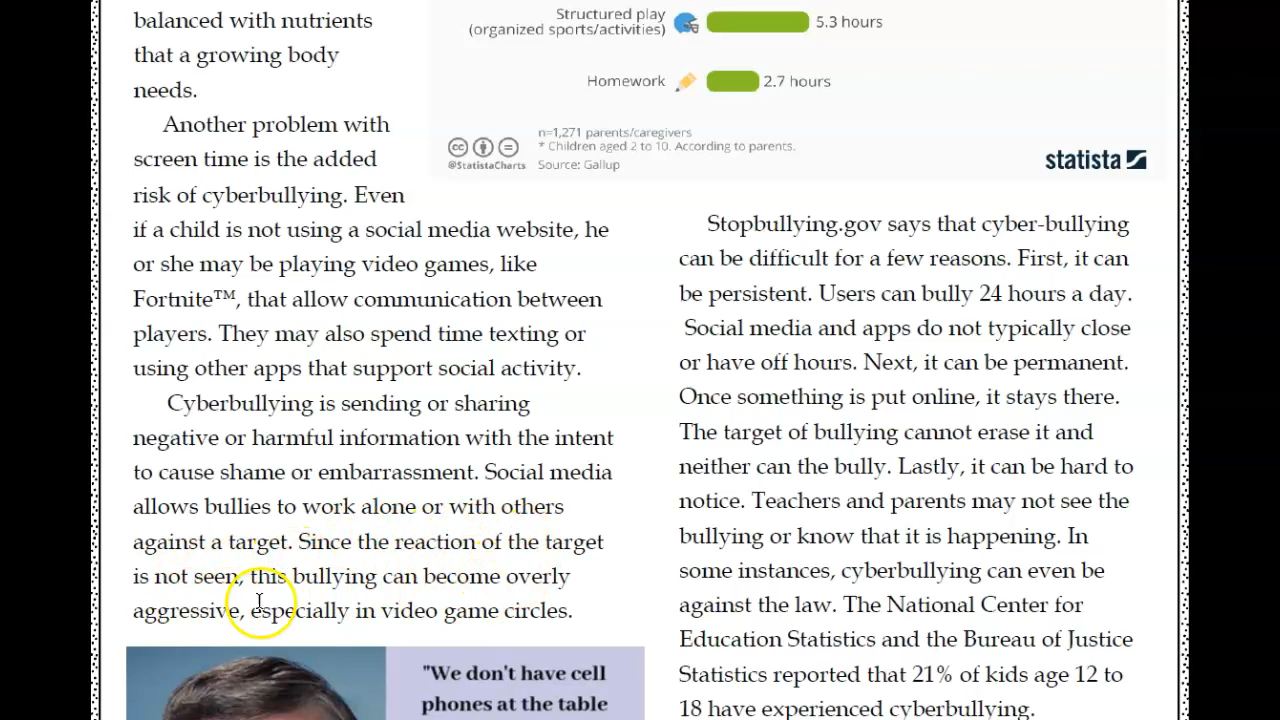 balanced with nutrients
that a growing body
needs.
Another problem with
screen time is the added
risk of cyberbullying. Even
if a child is not using a social media website, he
or she may be playing video games, like
Fortnite™, that allow communication between
players. They may also spend time texting or
using other apps that support social activity.
Cyberbullying is sending or sharing
negative or harmful information with the intent
to cause shame or embarrassment. Social media
allows bullies to work alone or with others
against a target. Since the reaction of the target
is not seen, this bullying can become overly
aggressive, especially in video game circles.
"We don't have cell
phones at the table
Structured play
(organized sports/activities)
5.3 hours
Homework
2.7 hours
cc
@StatistaCharts
n=1,271 parents/caregivers
* Children aged 2 to 10. According to parents.
Source: Gallup
statista
Stopbullying.gov says that cyber-bullying
can be difficult for a few reasons. First, it can
be persistent. Users can bully 24 hours a day.
Social media and apps do not typically close
or have off hours. Next, it can be permanent.
Once something is put online, it stays there.
The target of bullying cannot erase it and
neither can the bully. Lastly, it can be hard to
notice. Teachers and parents may not see the
bullying or know that it is happening. In
some instances, cyberbullying can even be
against the law. The National Center for
Education Statistics and the Bureau of Justice
Statistics reported that 21% of kids age 12 to
18 have experienced cyberbullying.